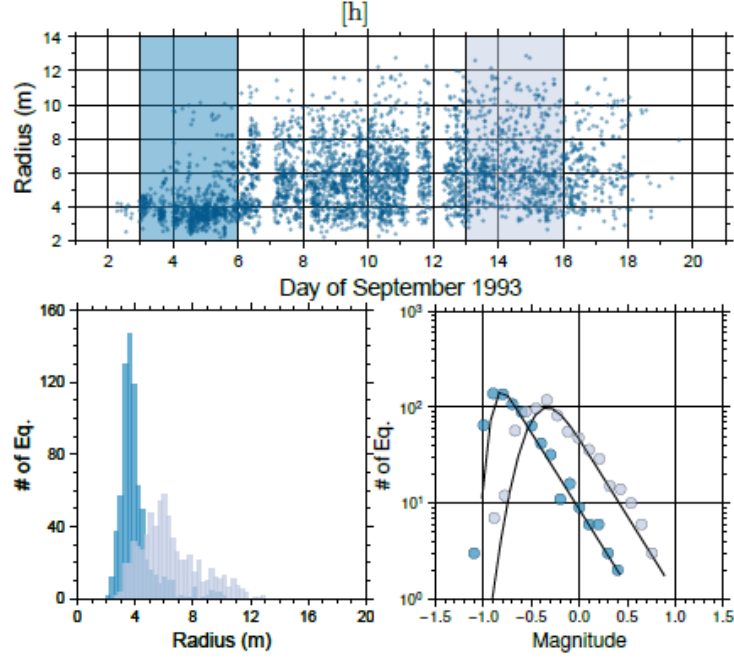 [h]
14
12
10
8
6
4
2
Radius (m)
2 4 6 8 10 12 14 16 18 20
Day of September 1993
160
120
80
40
0
# of Eq.
0 4 8 12 16 20
Radius (m)
10³
10²
10¹
10⁰
# of Eq.
−1.5 −1.0 −0.5 0.0 0.5 1.0 1.5
Magnitude